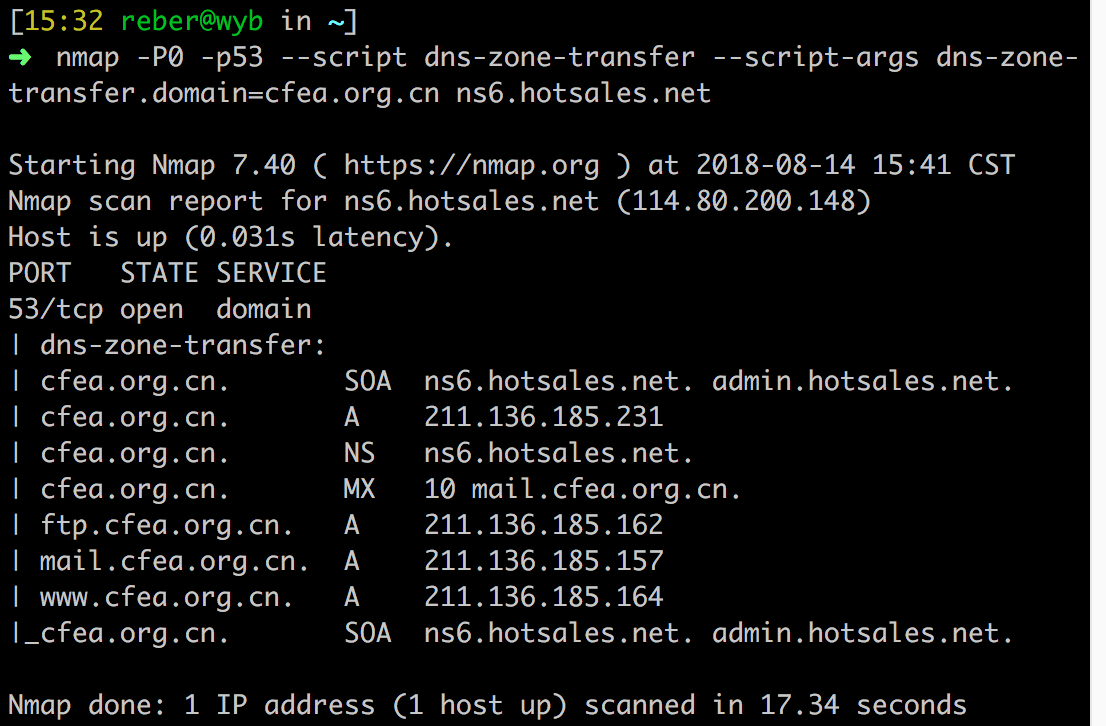 [15:32 reber@wyb in ~]
➜ nmap -P0 -p53 --script dns-zone-transfer --script-args dns-zone-
transfer.domain=cfea.org.cn ns6.hotsales.net
Starting Nmap 7.40 ( https://nmap.org ) at 2018-08-14 15:41 CST
Nmap scan report for ns6.hotsales.net (114.80.200.148)
Host is up (0.031s latency).
PORT   STATE SERVICE
53/tcp open  domain
| dns-zone-transfer:
| cfea.org.cn.       SOA  ns6.hotsales.net. admin.hotsales.net.
| cfea.org.cn.       A    211.136.185.231
| cfea.org.cn.       NS   ns6.hotsales.net.
| cfea.org.cn.       MX   10 mail.cfea.org.cn.
| ftp.cfea.org.cn.   A    211.136.185.162
| mail.cfea.org.cn.  A    211.136.185.157
| www.cfea.org.cn.   A    211.136.185.164
|_cfea.org.cn.       SOA  ns6.hotsales.net. admin.hotsales.net.
Nmap done: 1 IP address (1 host up) scanned in 17.34 seconds